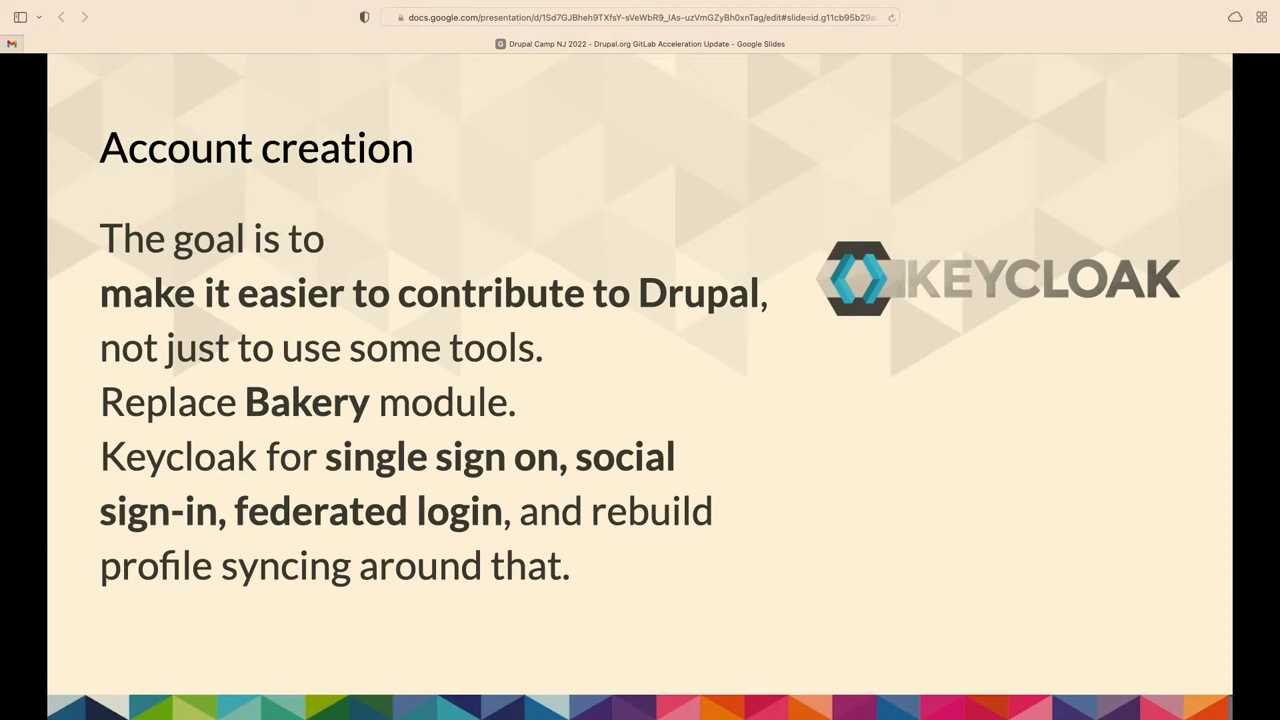 docs.google.com/presentation/d/1Sd7GJBheh9TXfsY-sVeWbR9_IAs-uzVmGZyBh0xnTag/edit#slide=id.g11cb95b29a
Drupal Camp NJ 2022 - Drupal.org GitLab Acceleration Update - Google Slides
Account creation
The goal is to
make it easier to contribute to Drupal,
not just to use some tools.
Replace Bakery module.
Keycloak for single sign on, social
sign-in, federated login, and rebuild
profile syncing around that.
KEYCLOAK